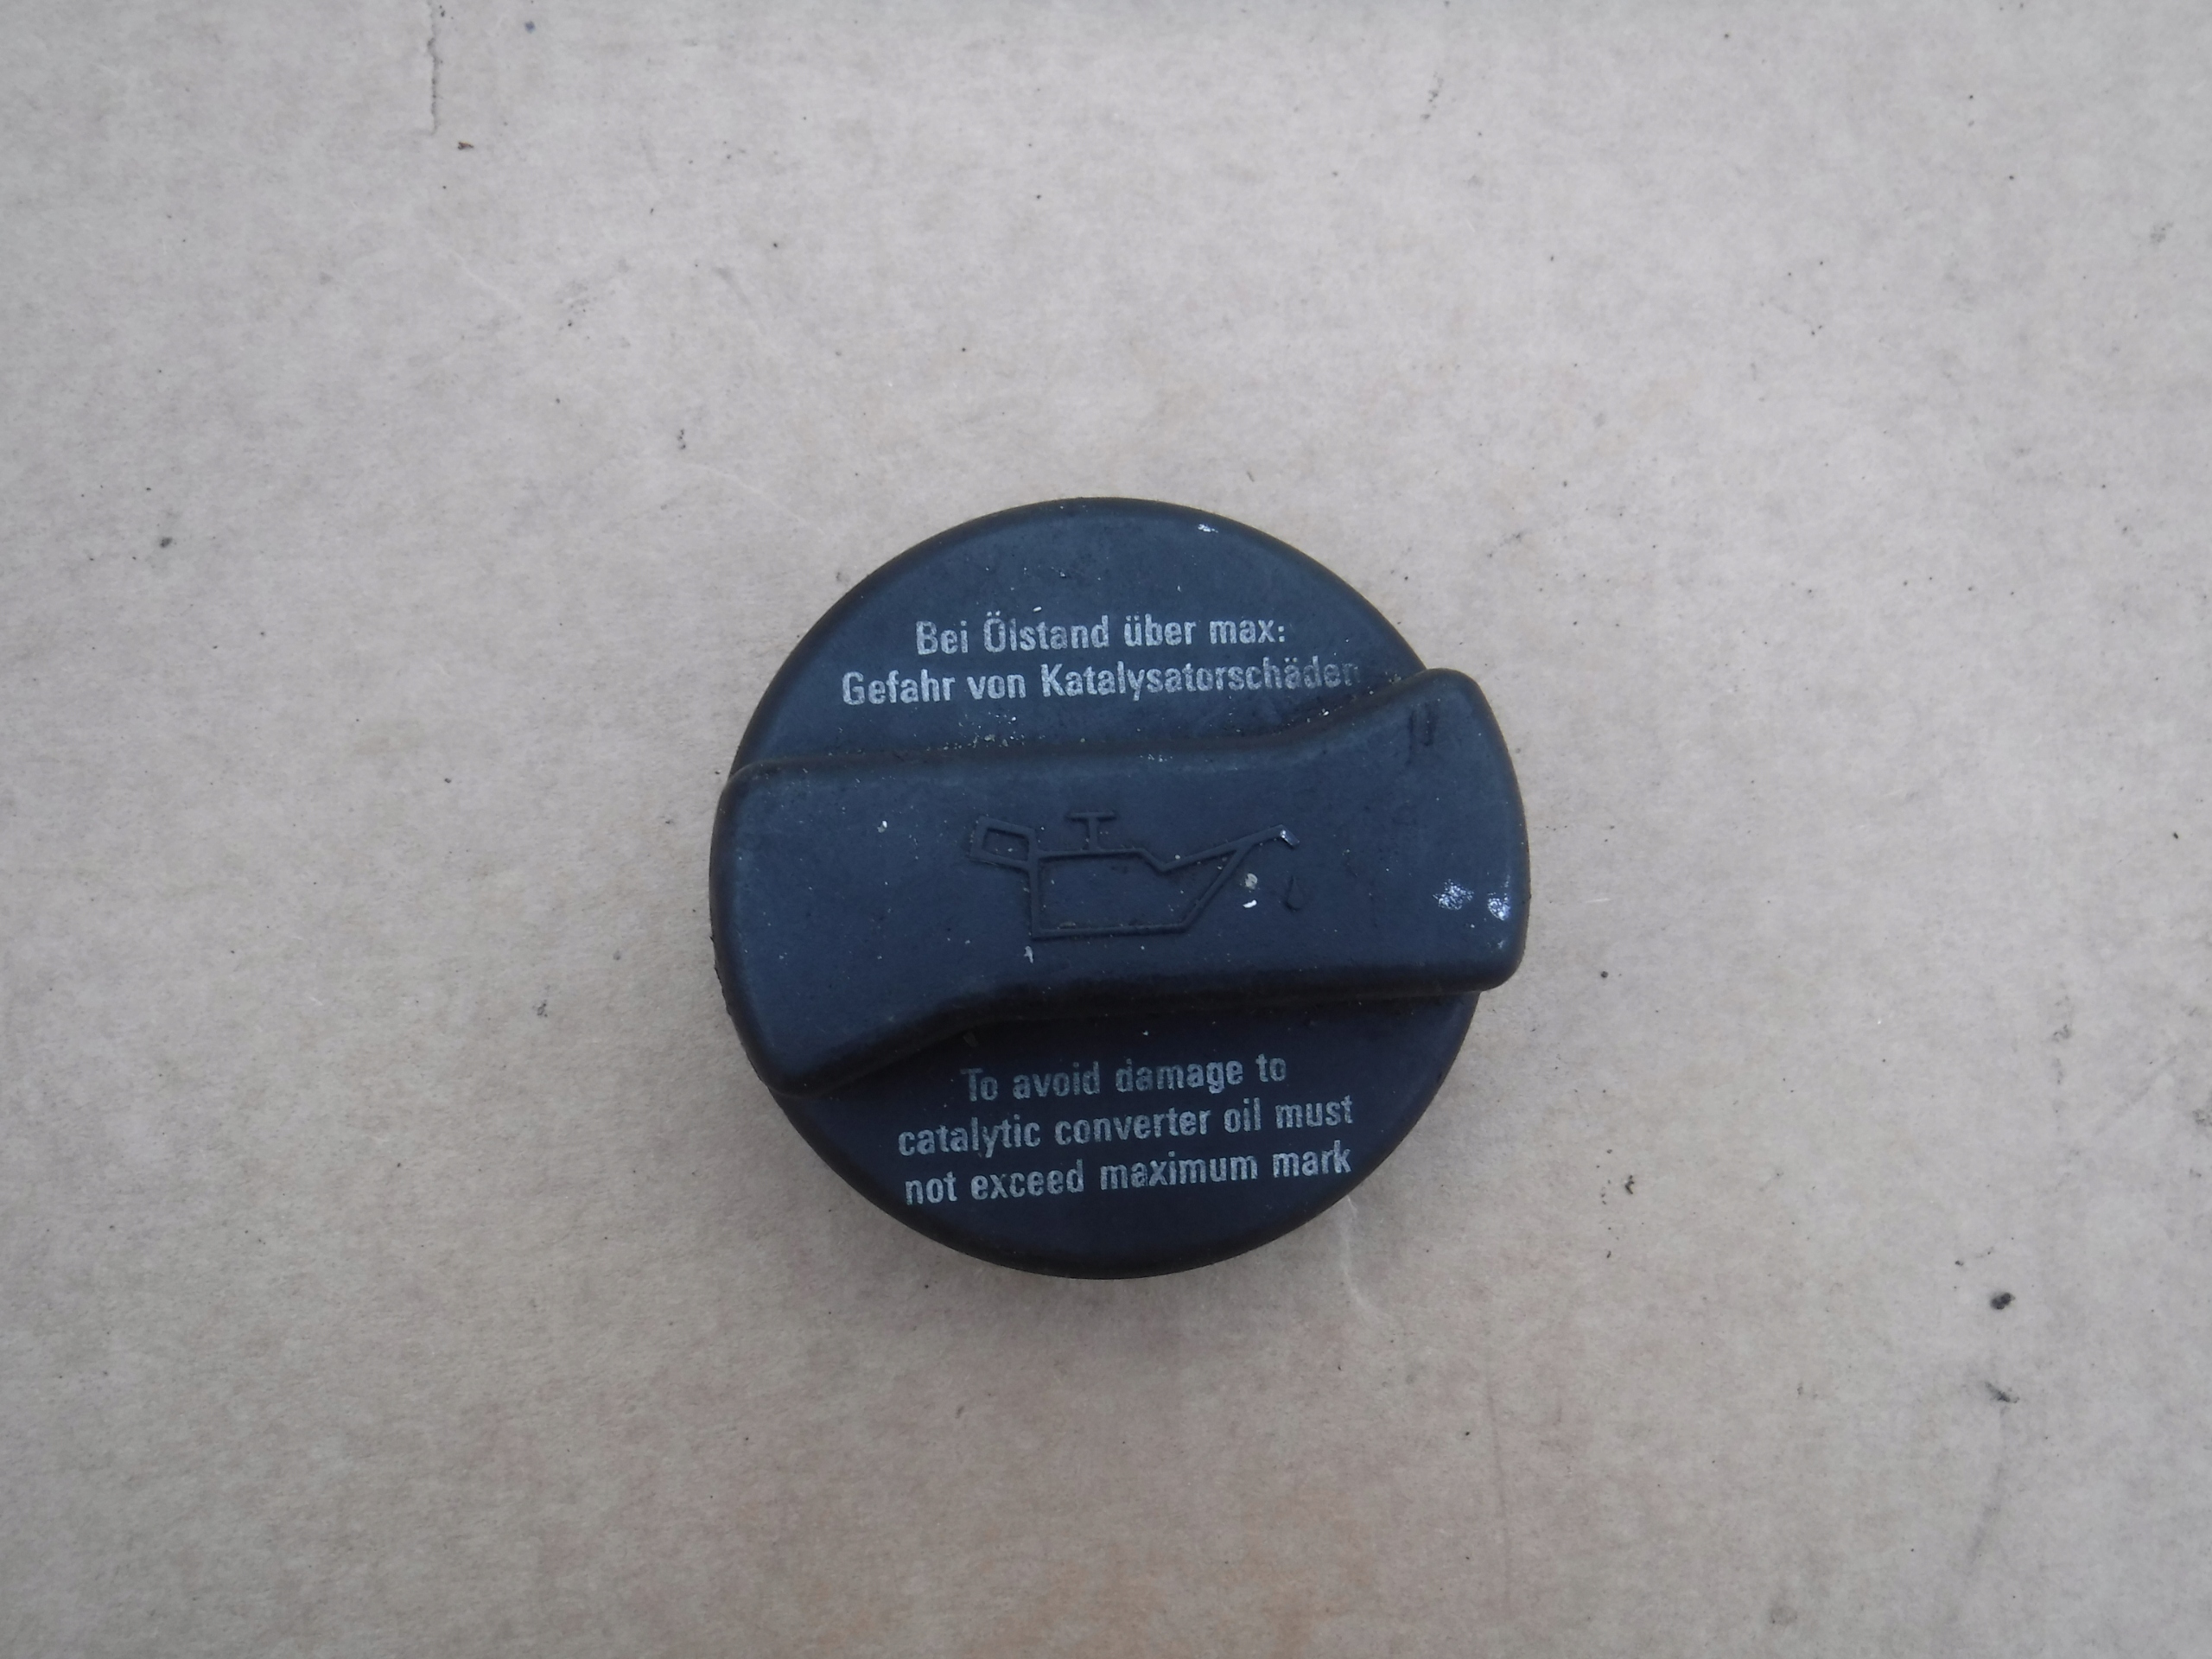 Bei Ölstand über max:
Gefahr von Katalysatorschäden
To avoid damage to
catalytic converter oil must
not exceed maximum mark